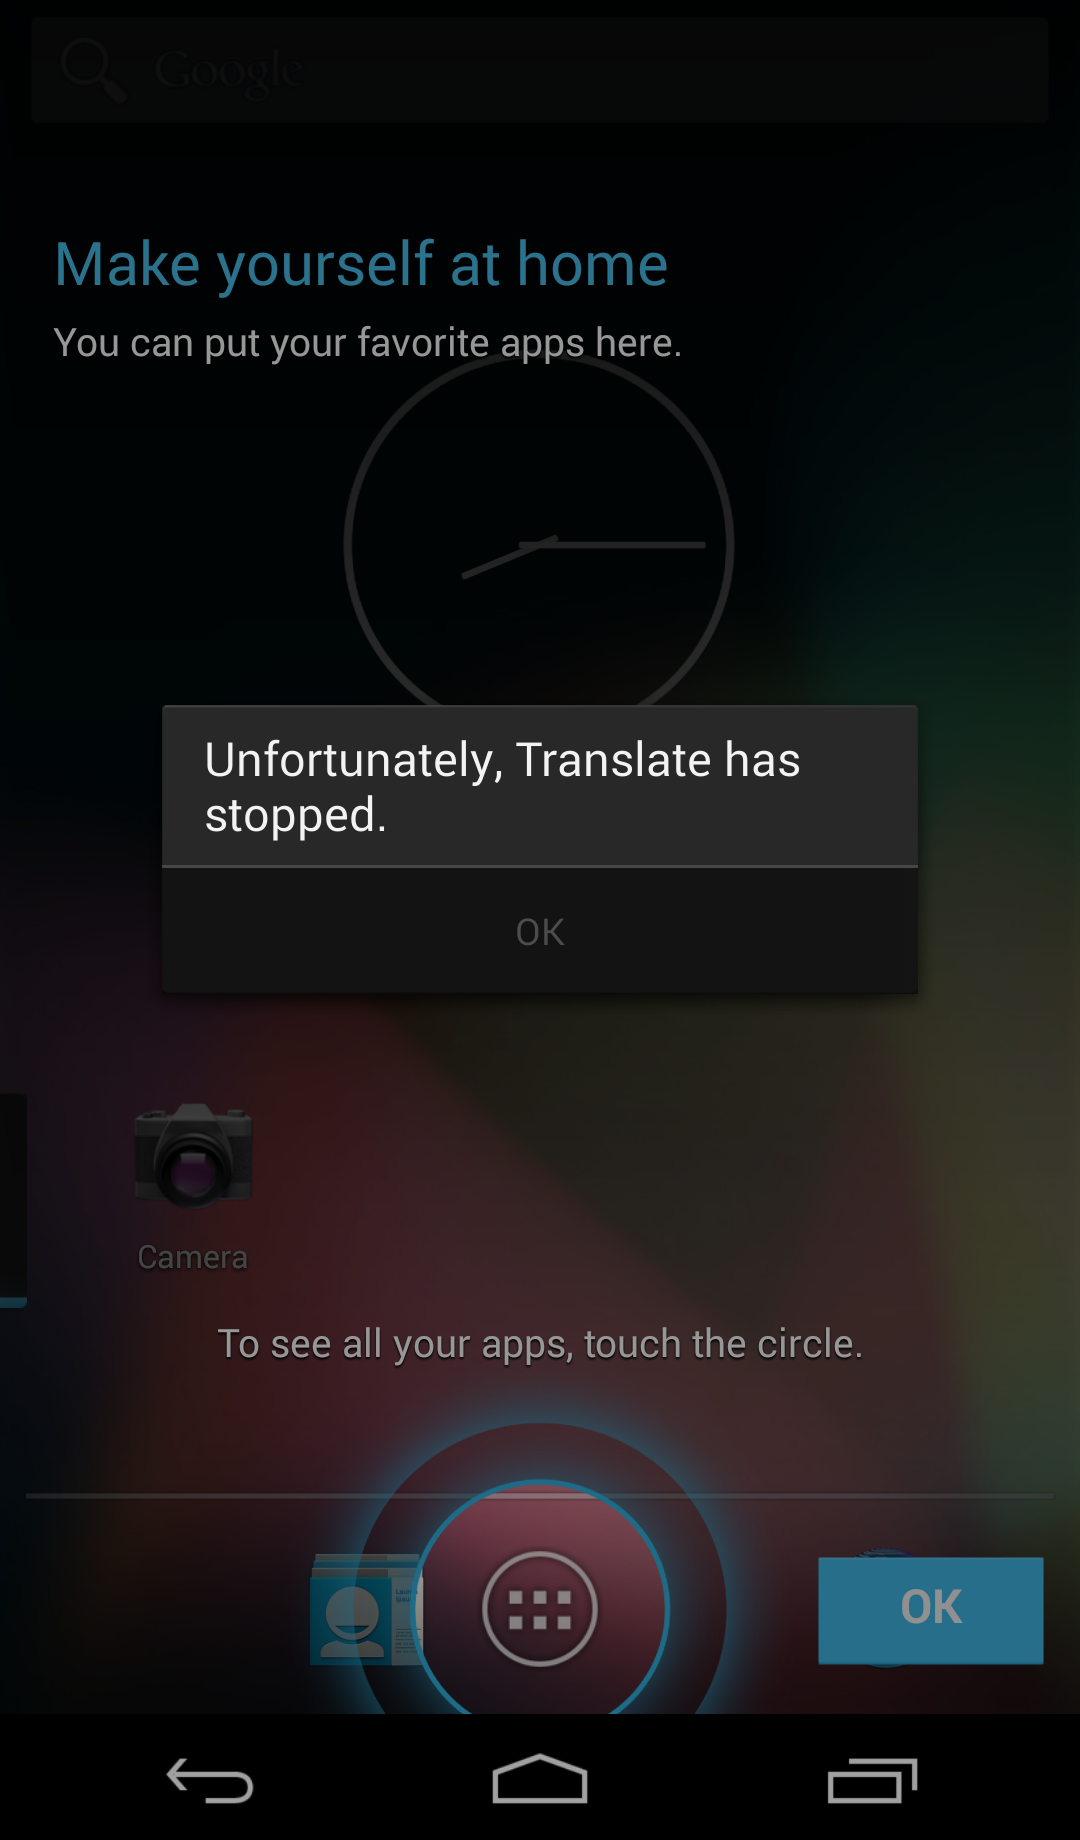 Google
Make yourself at home
You can put your favorite apps here.
Unfortunately, Translate has
stopped.
OK
Camera
To see all your apps, touch the circle.
OK